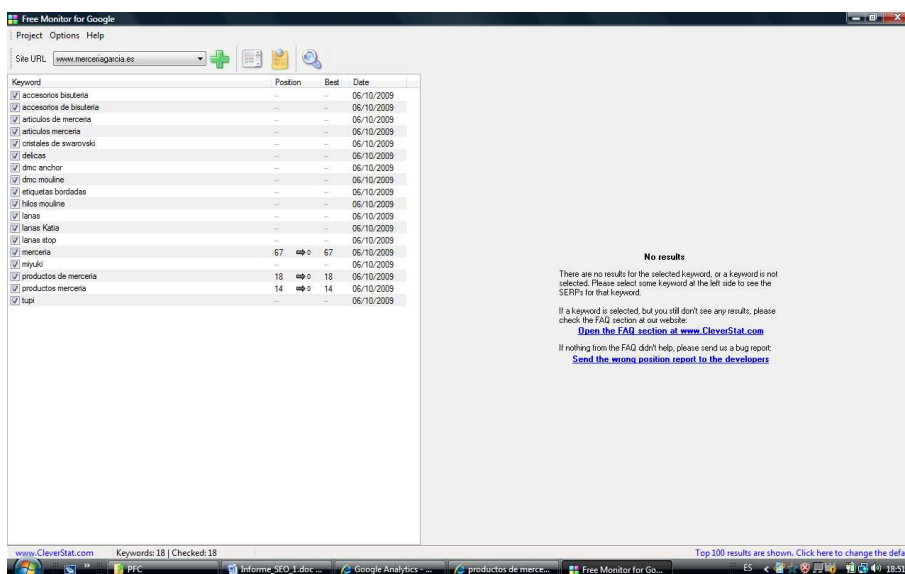 Free Monitor for Google
Project Options Help
Site URL www.merceriagarcia.es
Keyword Position Best Date
accesorios bisuteria -- -- 06/10/2009
accesorios de bisuteria -- -- 06/10/2009
articulos de merceria -- -- 06/10/2009
articulos merceria -- -- 06/10/2009
cristales de swarovski -- -- 06/10/2009
delicas -- -- 06/10/2009
dmc anchor -- -- 06/10/2009
dmc mouline -- -- 06/10/2009
etiquetas bordadas -- -- 06/10/2009
hilos mouline -- -- 06/10/2009
lanas -- -- 06/10/2009
lanas Katia -- -- 06/10/2009
lanas stop -- -- 06/10/2009
merceria 67 0 67 06/10/2009
miyuki -- -- 06/10/2009
productos de merceria 18 0 18 06/10/2009
productos merceria 14 0 14 06/10/2009
tupi -- -- 06/10/2009
No results
There are no results for the selected keyword, or a keyword is not
selected. Please select some keyword at the left side to see the
SERPs for that keyword.
If a keyword is selected, but you still don't see any results, please
check the FAQ section at our website:
Open the FAQ section at www.CleverStat.com
If nothing from the FAQ didn't help, please send us a bug report:
Send the wrong position report to the developers
www.CleverStat.com Keywords: 18 | Checked: 18 Top 100 results are shown. Click here to change the defa
PFC Informe_SEO_1.doc ... Google Analytics - ... productos de merce... Free Monitor for Go... ES 18:51